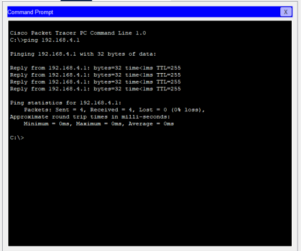 Command Prompt
X
Cisco Packet Tracer PC Command Line 1.0
C:\>ping 192.168.4.1
Pinging 192.168.4.1 with 32 bytes of data:
Reply from 192.168.4.1: bytes=32 time<1ms TTL=255
Reply from 192.168.4.1: bytes=32 time<1ms TTL=255
Reply from 192.168.4.1: bytes=32 time<1ms TTL=255
Reply from 192.168.4.1: bytes=32 time<1ms TTL=255
Ping statistics for 192.168.4.1:
Packets: Sent = 4, Received = 4, Lost = 0 (0% loss),
Approximate round trip times in milli-seconds:
Minimum = 0ms, Maximum = 0ms, Average = 0ms
C:\>